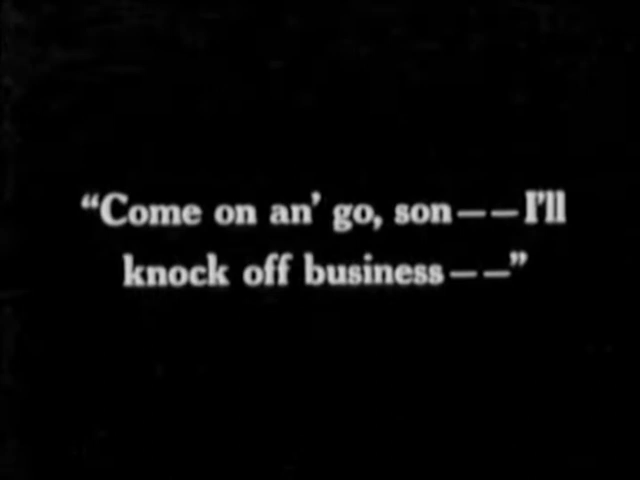 “Come on an’ go, son——I’ll
knock off business——”